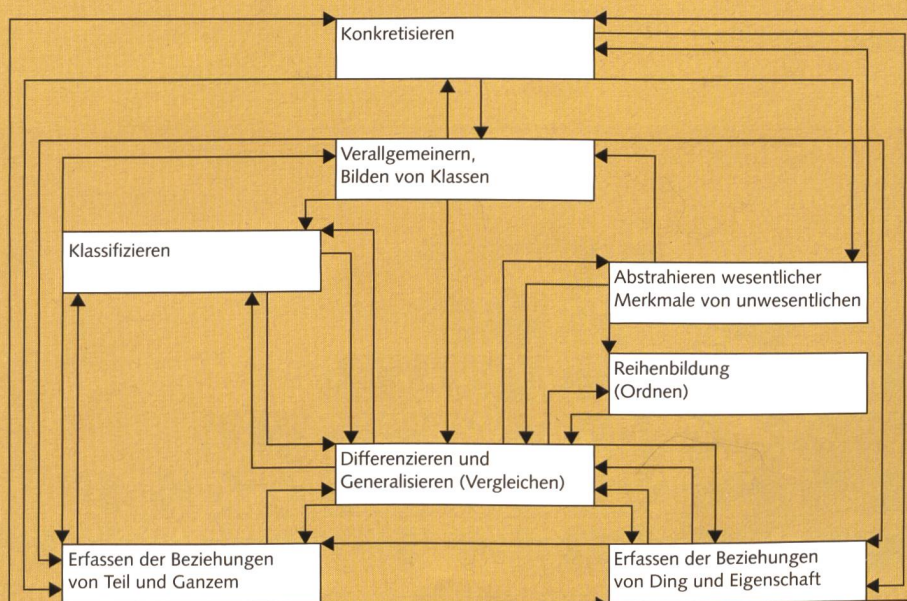 Konkretisieren
Verallgemeinern,
Bilden von Klassen
Klassifizieren
Abstrahieren wesentlicher
Merkmale von unwesentlichen
Reihenbildung
(Ordnen)
Differenzieren und
Generalisieren (Vergleichen)
Erfassen der Beziehungen
von Teil und Ganzem
Erfassen der Beziehungen
von Ding und Eigenschaft